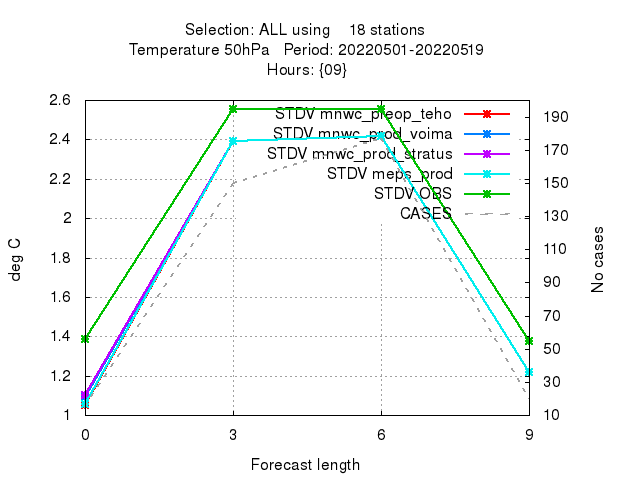 Selection: ALL using 18 stations
Temperature 50hPa Period: 20220501-20220519
Hours: {09}
STDV mnwc_preop_teho
STDV mnwc_prod_voima
STDV mnwc_prod_stratus
STDV meps_prod
STDV OBS
CASES
2.6
2.4
2.2
2
1.8
1.6
1.4
1.2
1
deg C
190
170
150
130
110
90
70
50
30
10
No cases
0 3 6 9
Forecast length